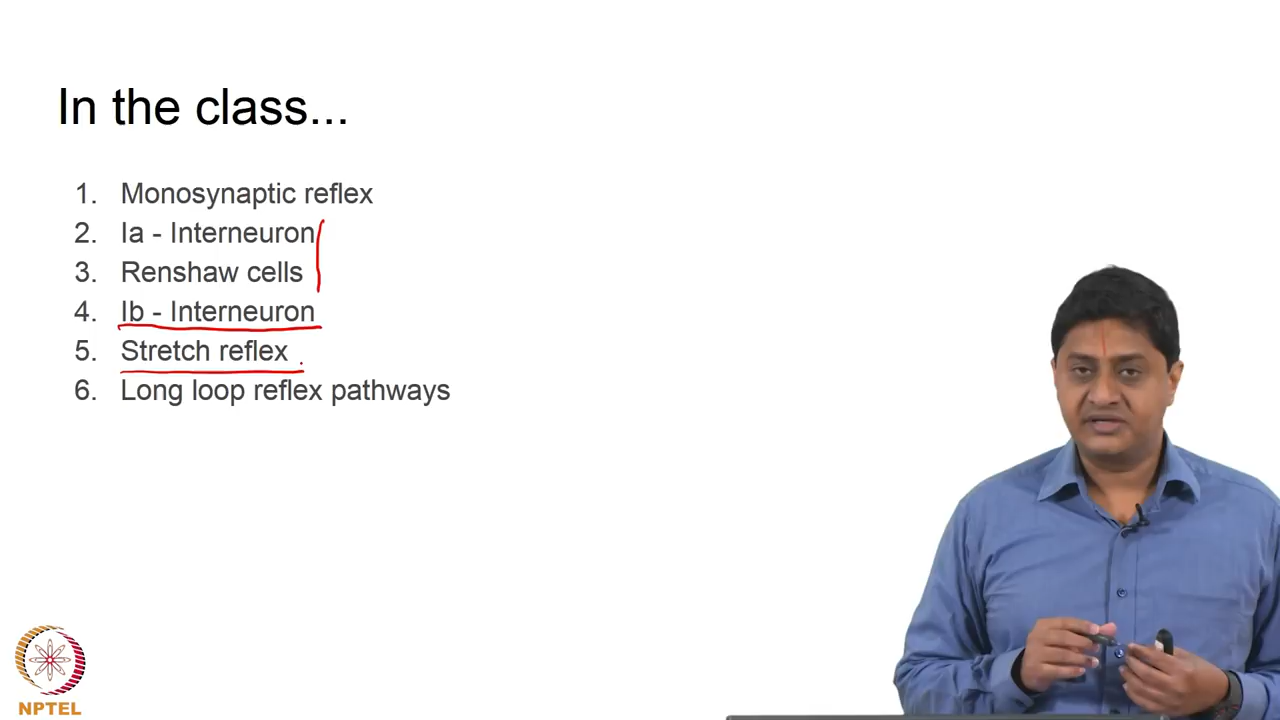 In the class...
1. Monosynaptic reflex
2. Ia - Interneuron
3. Renshaw cells
4. Ib - Interneuron
5. Stretch reflex
6. Long loop reflex pathways
NPTEL